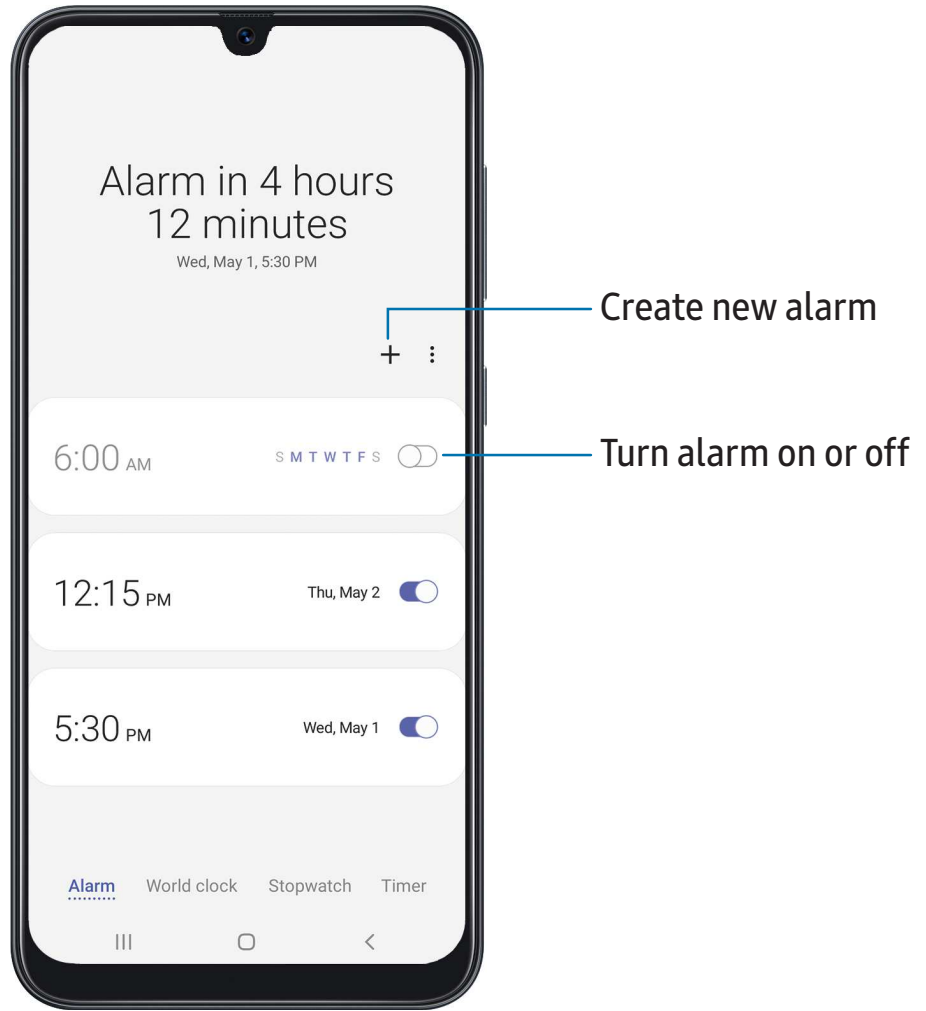 Alarm in 4 hours
12 minutes
Wed, May 1, 5:30 PM
Create new alarm
6:00 AM S M T W T F S
Turn alarm on or off
12:15 PM Thu, May 2
5:30 PM Wed, May 1
Alarm World clock Stopwatch Timer